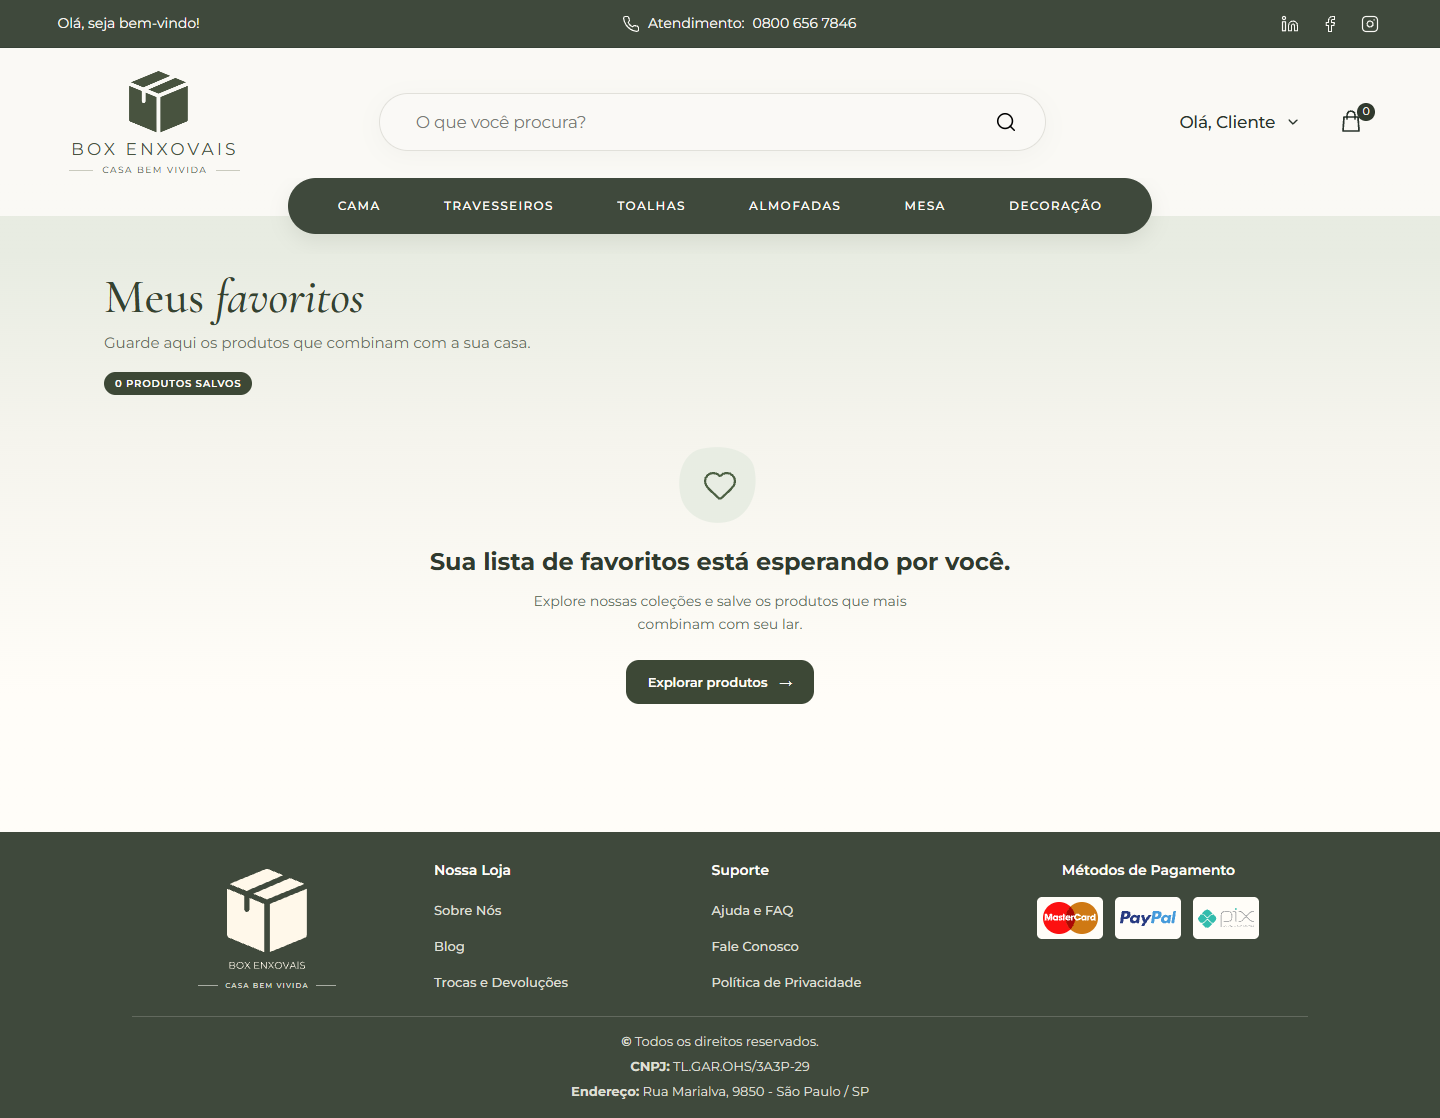 Olá, seja bem-vindo!
Atendimento: 0800 656 7846
BOX ENXOVAIS
CASA BEM VIVIDA
O que você procura?
Olá, Cliente
0
CAMA
TRAVESSEIROS
TOALHAS
ALMOFADAS
MESA
DECORAÇÃO
Meus favoritos
Guarde aqui os produtos que combinam com a sua casa.
0 PRODUTOS SALVOS
Sua lista de favoritos está esperando por você.
Explore nossas coleções e salve os produtos que mais
combinam com seu lar.
Explorar produtos →
BOX ENXOVAIS
CASA BEM VIVIDA
Nossa Loja
Sobre Nós
Blog
Trocas e Devoluções
Suporte
Ajuda e FAQ
Fale Conosco
Política de Privacidade
Métodos de Pagamento
MasterCard
PayPal
pix
© Todos os direitos reservados.
CNPJ: TL.GAR.OHS/3A3P-29
Endereço: Rua Marialva, 9850 - São Paulo / SP